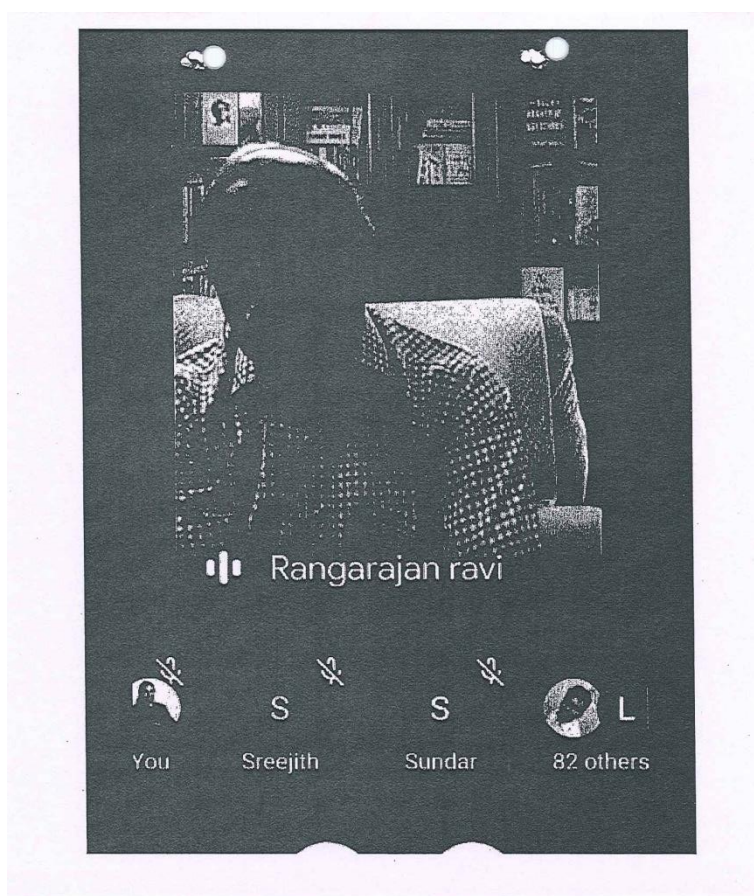 Rangarajan ravi
S
S
L
You
Sreejith
Sundar
82 others